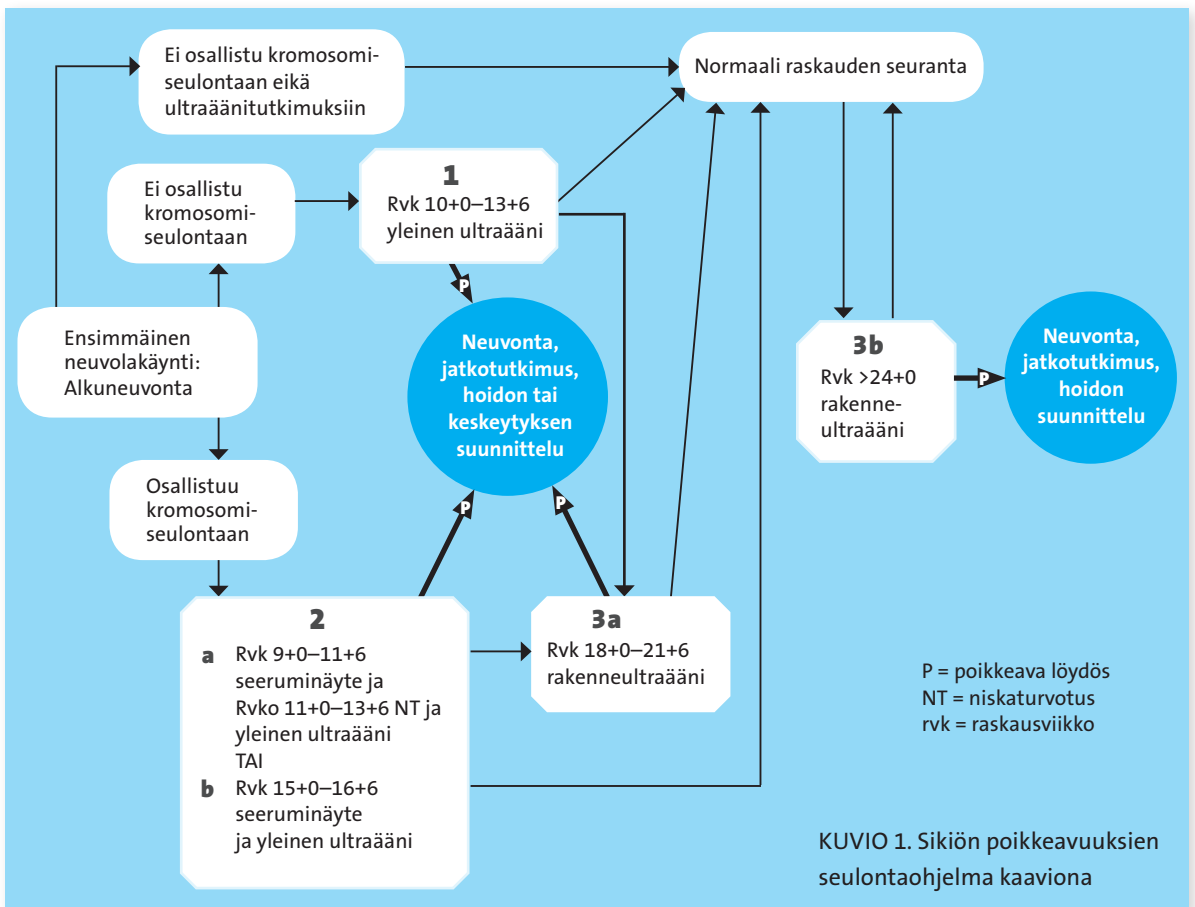 Ei osallistu kromosomi-
seulontaan eikä
ultraäänitutkimuksiin
Normaali raskauden seuranta
Ei osallistu
kromosomi-
seulontaan
1
Rvk 10+0–13+6
yleinen ultraääni
P
Ensimmäinen
neuvolakäynti:
Alkuneuvonta
Neuvonta,
jatkotutkimus,
hoidon tai
keskeytyksen
suunnittelu
3b
Rvk >24+0
rakenne-
ultraääni
P
Neuvonta,
jatkotutkimus,
hoidon
suunnittelu
Osallistuu
kromosomi-
seulontaan
P
P
2
a Rvk 9+0–11+6
seeruminäyte ja
Rvko 11+0–13+6 NT ja
yleinen ultraääni
TAI
b Rvk 15+0–16+6
seeruminäyte
ja yleinen ultraääni
3a
Rvk 18+0–21+6
rakenneultraääni
P = poikkeava löydös
NT = niskaturvotus
rvk = raskausviikko
KUVIO 1. Sikiön poikkeavuuksien
seulontaohjelma kaaviona